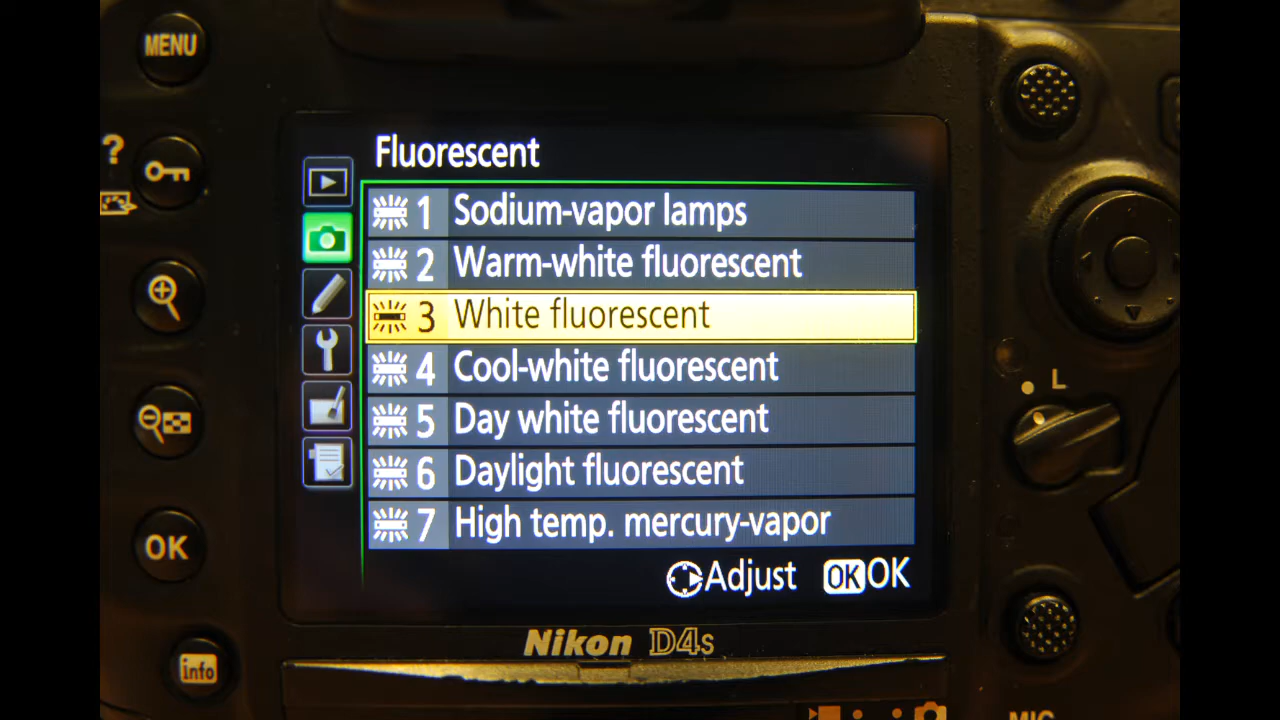 MENU
?
Fluorescent
1 Sodium-vapor lamps
2 Warm-white fluorescent
3 White fluorescent
4 Cool-white fluorescent
5 Day white fluorescent
6 Daylight fluorescent
7 High temp. mercury-vapor
Adjust OK OK
L
OK
Nikon D4s
info
MIC